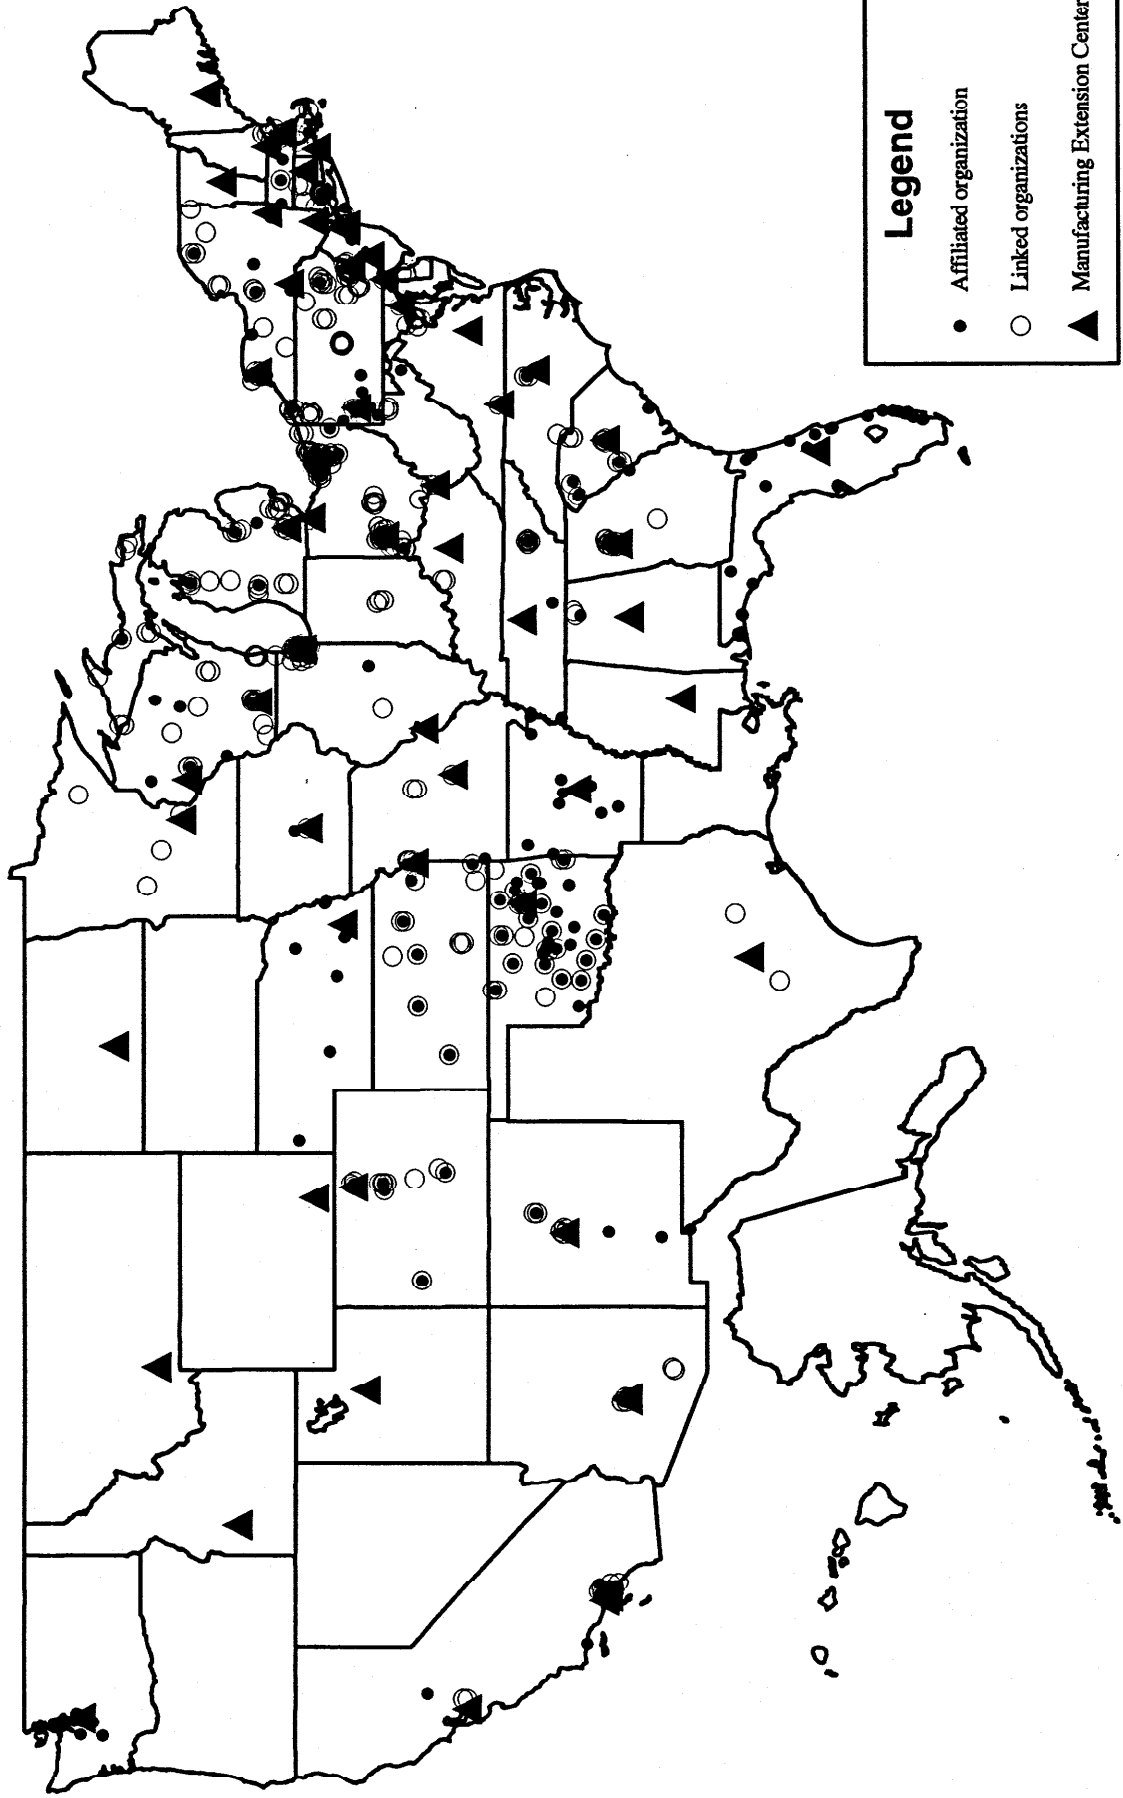 Legend
Affiliated organization
Linked organizations
Manufacturing Extension Center